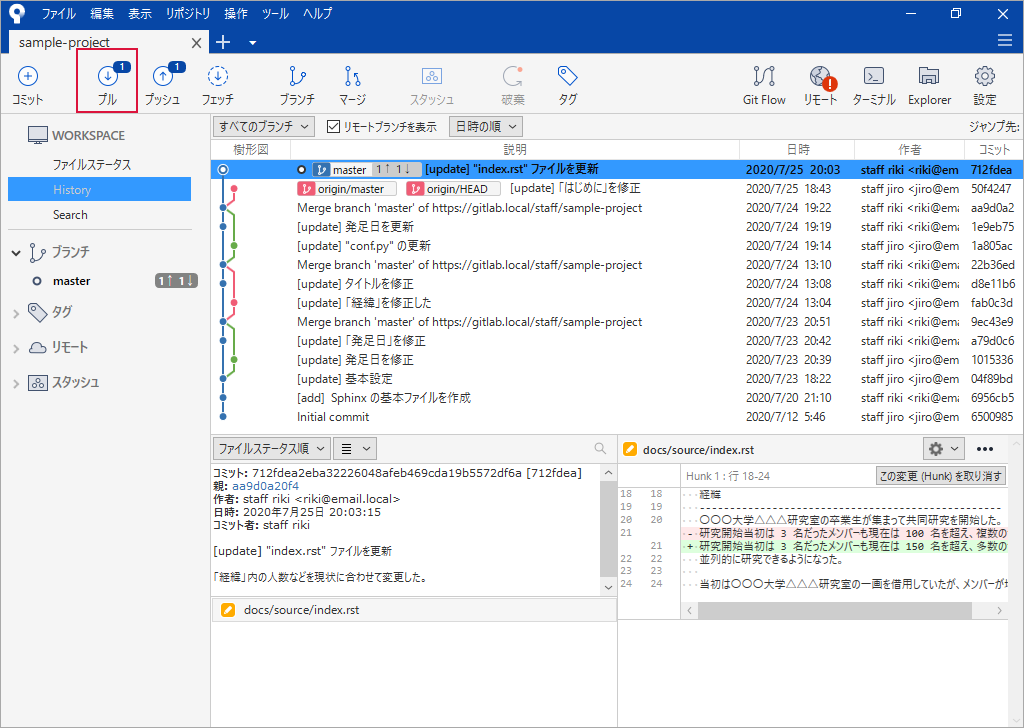 ファイル 編集 表示 リポジトリ 操作 ツール ヘルプ
sample-project
コミット 1 プル 1 プッシュ フェッチ ブランチ マージ スタッシュ 破棄 タグ Git Flow リモート ターミナル Explorer 設定
WORKSPACE
ファイルステータス
History
Search
ブランチ
master 1↑ 1↓
タグ
リモート
スタッシュ
すべてのブランチ リモートブランチを表示 日時の順 ジャンプ先:
樹形図 説明 日時 作者 コミット
master 1↑ 1↓ [update] "index.rst" ファイルを更新 2020/7/25 20:03 staff riki <riki@em 712fdea
origin/master origin/HEAD [update] 「はじめに」を修正 2020/7/25 18:43 staff jiro <jiro@em 50f4247
Merge branch 'master' of https://gitlab.local/staff/sample-project 2020/7/24 19:22 staff riki <riki@ema aa9d0a2
[update] 発足日を更新 2020/7/24 19:19 staff riki <riki@ema 1e9eb75
[update] "conf.py" の更新 2020/7/24 19:14 staff jiro <jiro@em 1a805ac
Merge branch 'master' of https://gitlab.local/staff/sample-project 2020/7/24 13:10 staff riki <riki@ema 22b36ed
[update] タイトルを修正 2020/7/24 13:08 staff riki <riki@ema d8e11b6
[update] 「経緯」を修正した 2020/7/24 13:04 staff jiro <jiro@em fab0c3d
Merge branch 'master' of https://gitlab.local/staff/sample-project 2020/7/23 20:51 staff riki <riki@ema 9ec43e9
[update] 「発足日」を修正 2020/7/23 20:42 staff riki <riki@ema a79d0c6
[update] 発足日を修正 2020/7/23 20:39 staff jiro <jiro@em 1015336
[update] 基本設定 2020/7/23 18:22 staff jiro <jiro@em 04f89bd
[add] Sphinx の基本ファイルを作成 2020/7/20 21:10 staff jiro <jiro@em 6956cb5
Initial commit 2020/7/12 5:46 staff jiro <jiro@em 6500985
ファイルステータス順
コミット: 712fdea2eba32226048afeb469cda19b5572df6a [712fdea]
親: aa9d0a20f4
作者: staff riki <riki@email.local>
日時: 2020年7月25日 20:03:15
コミット者: staff riki
[update] "index.rst" ファイルを更新
「経緯」内の人数などを現状に合わせて変更した。
docs/source/index.rst
docs/source/index.rst
Hunk 1 : 行 18-24 この変更 (Hunk) を取り消す
18 18 経緯
19 19 ------------------------------------------------
20 20 〇〇〇大学△△△研究室の卒業生が集まって共同研究を開始した。
21 - 研究開始当初は 3 名だったメンバーも現在は 100 名を超え、複数の
21 + 研究開始当初は 3 名だったメンバーも現在は 150 名を超え、多数の
22 22 並列的に研究できるようになった。
23 23
24 24 当初は〇〇〇大学△△△研究室の一画を借用していたが、メンバーが